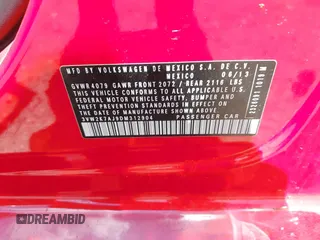 MFD BY VOLKSWAGEN DE MEXICO S.A. DE C.V.
MEXICO 06/13
GVWR 4079 GAWR FRONT 2072 / REAR 2116 LBS
THIS VEHICLE CONFORMS TO ALL APPLICABLE
FEDERAL MOTOR VEHICLE SAFETY, BUMPER AND
THEFT PREVENTION STANDARDS IN EFFECT ON
THE DATE OF MANUFACTURE SHOWN ABOVE.
3VW2K7AJ9DM312904 PASSENGER CAR
DREAMBID